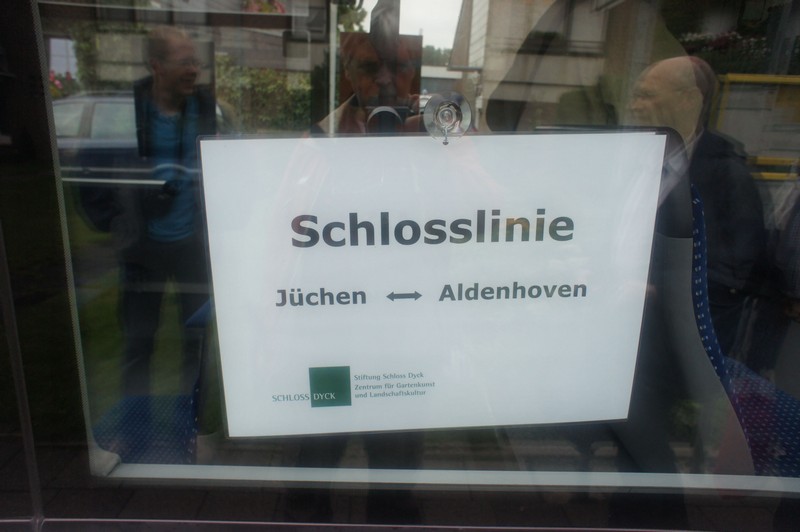 Schlosslinie
Jüchen ↔ Aldenhoven
SCHLOSS DYCK
Stiftung Schloss Dyck
Zentrum für Gartenkunst
und Landschaftskultur